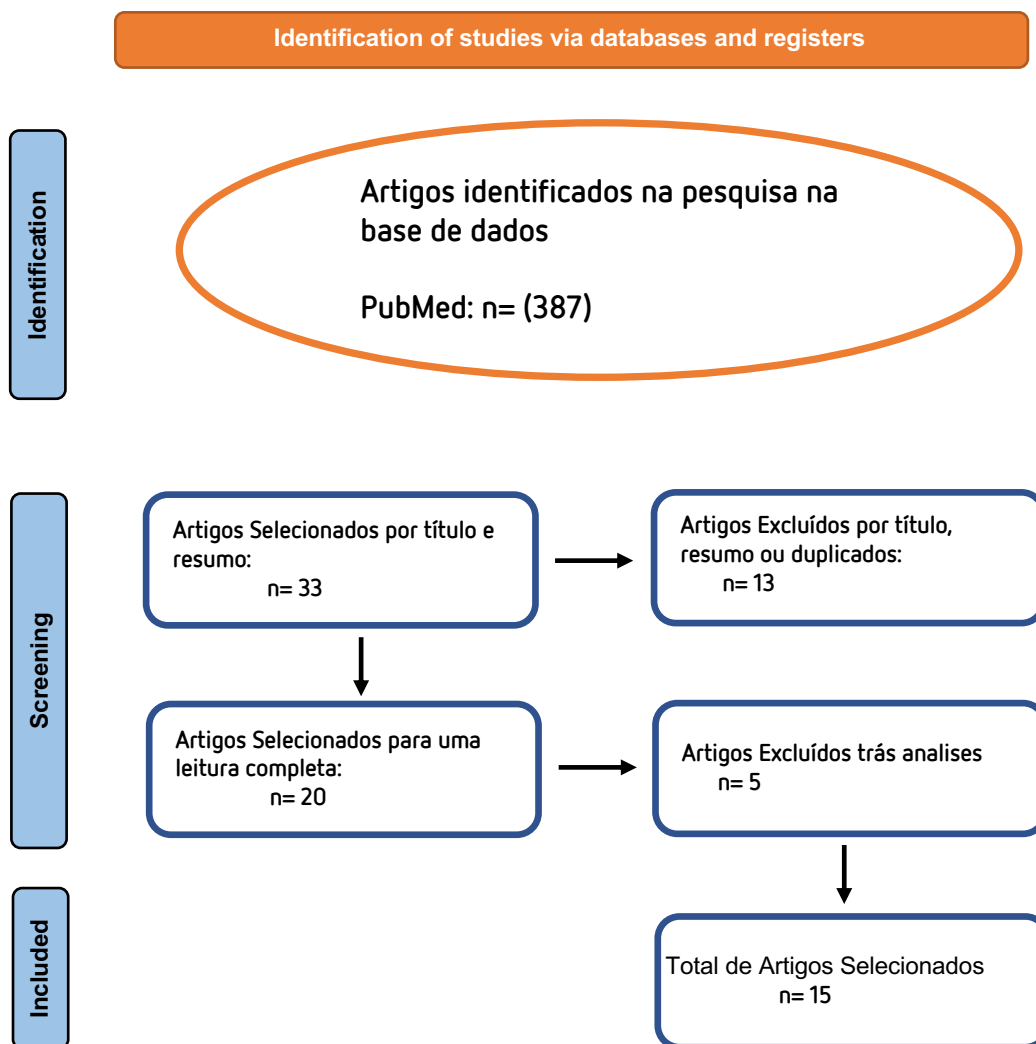 Identification of studies via databases and registers
Identification
Artigos identificados na pesquisa na
base de dados
PubMed: n= (387)
Screening
Artigos Selecionados por título e
resumo:
n= 33
Artigos Excluídos por título,
resumo ou duplicados:
n= 13
Artigos Selecionados para uma
leitura completa:
n= 20
Artigos Excluídos trás analises
n= 5
Included
Total de Artigos Selecionados
n= 15